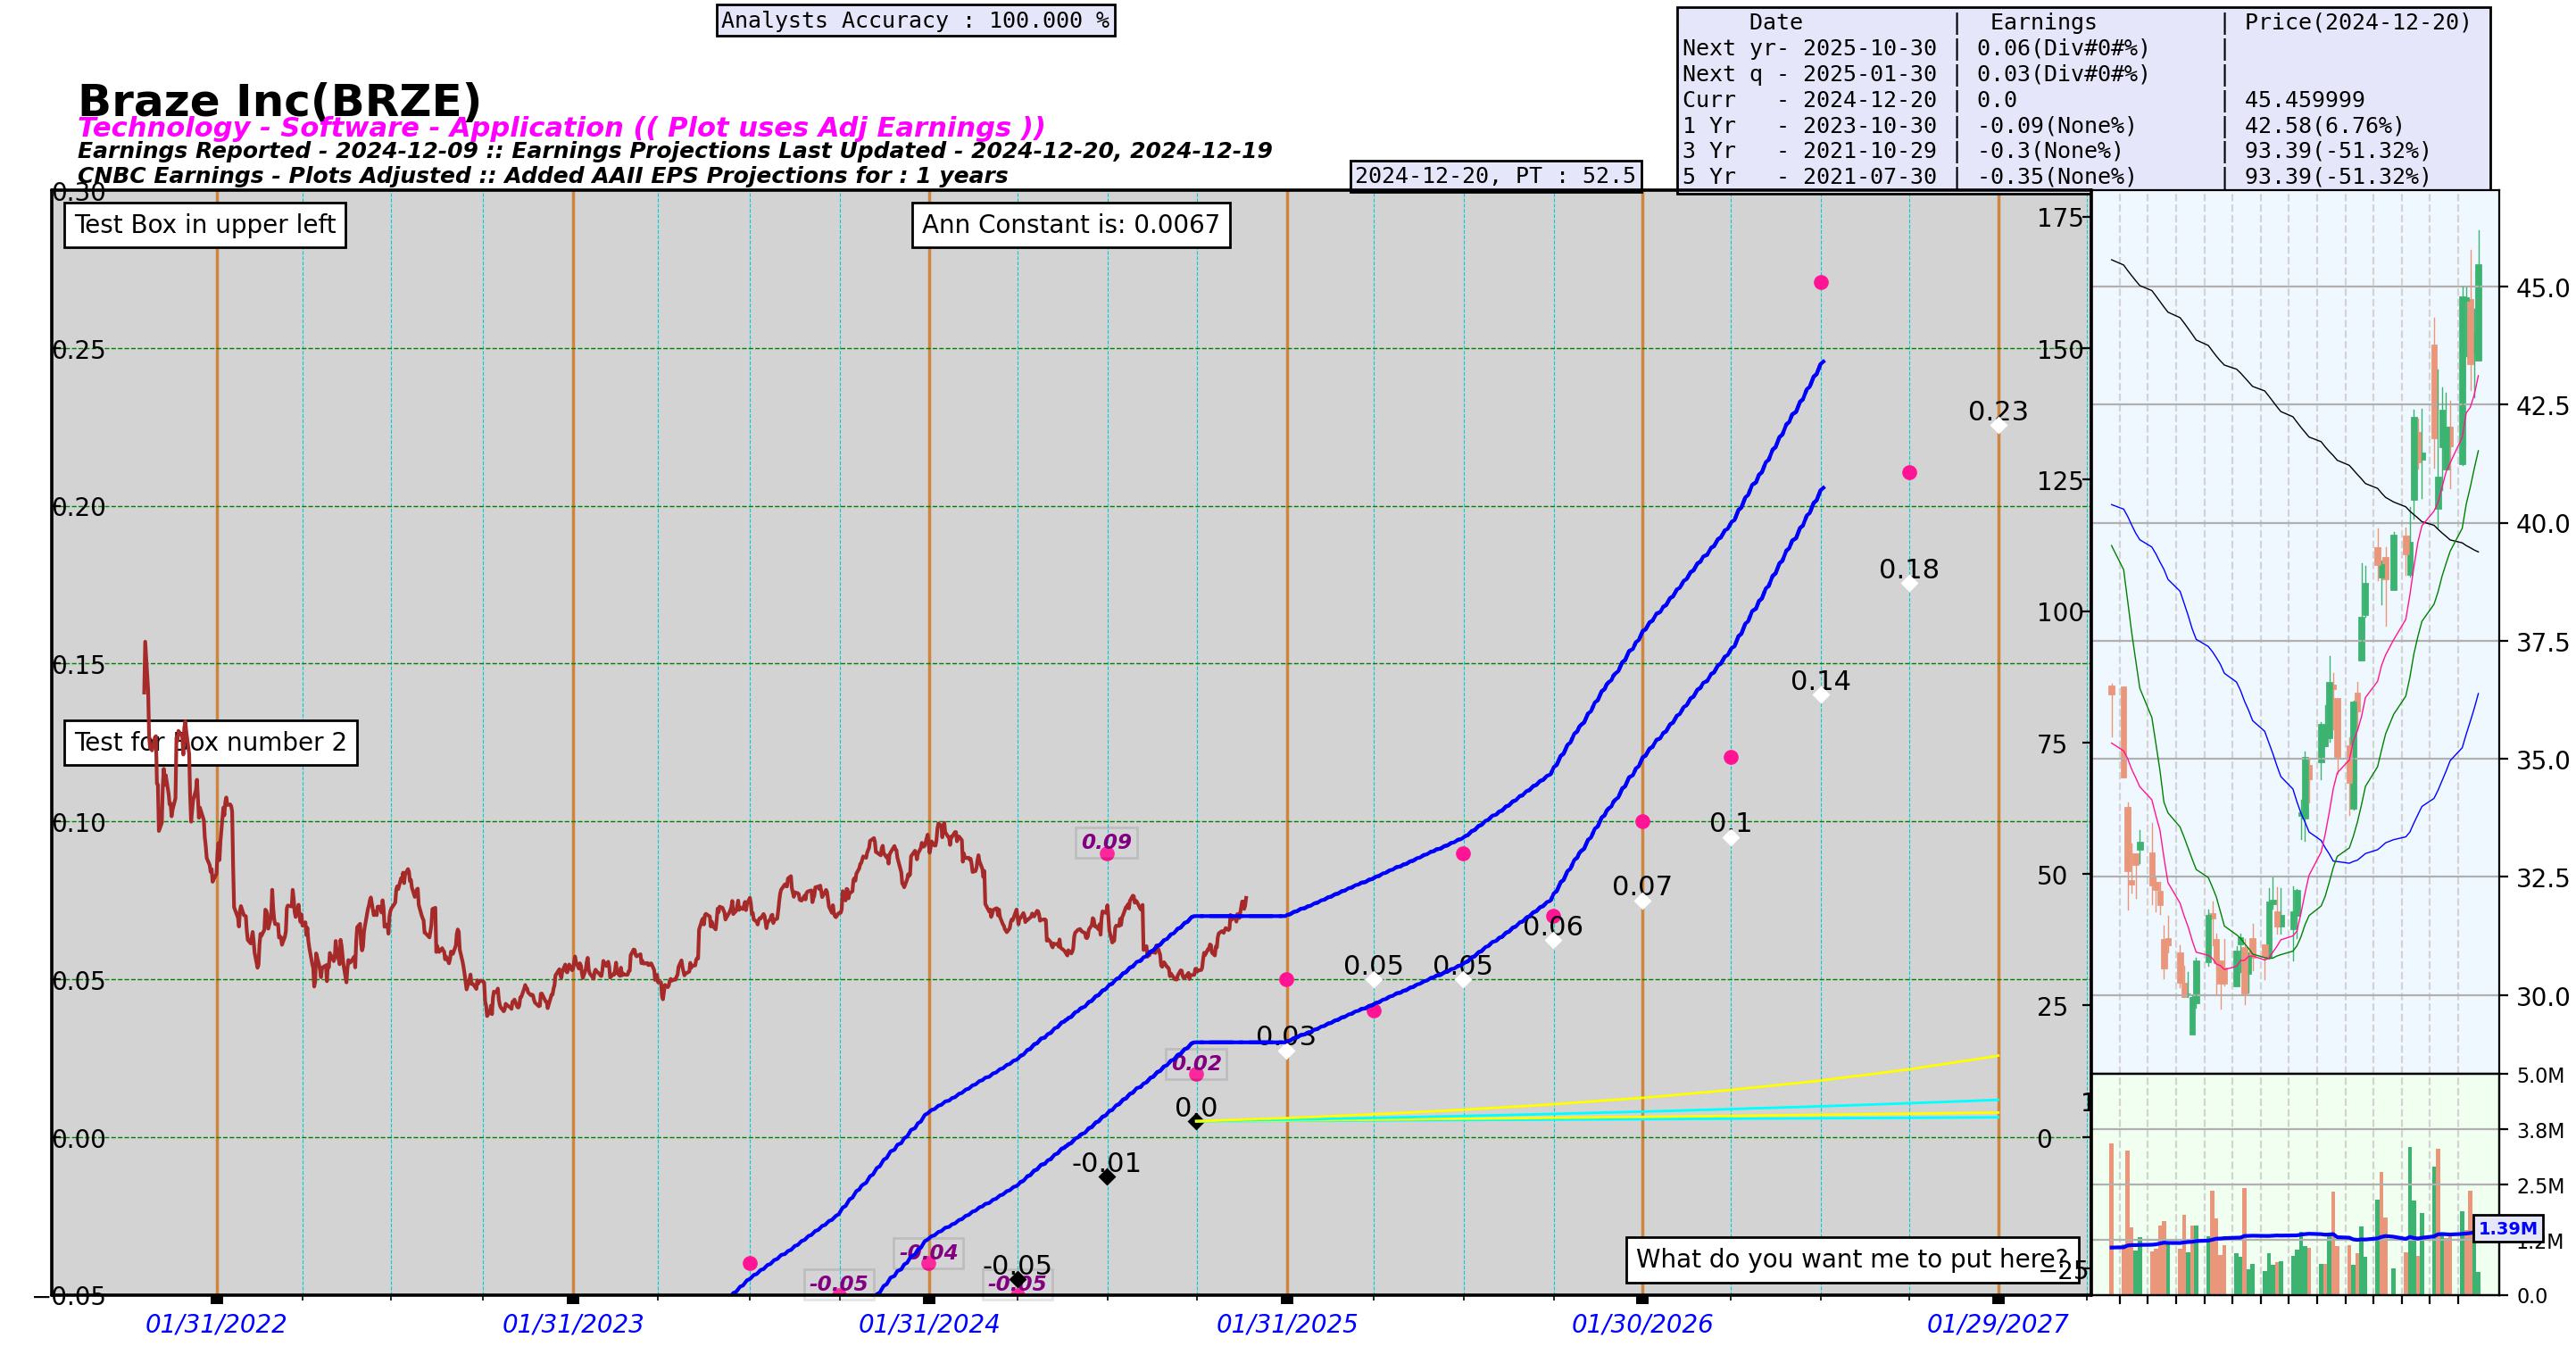 Analysts Accuracy : 100.000 %
Date | Earnings | Price(2024-12-20)
Next yr- 2025-10-30 | 0.06(Div#0#%) |
Next q - 2025-01-30 | 0.03(Div#0#%) |
Curr - 2024-12-20 | 0.0 | 45.459999
1 Yr - 2023-10-30 | -0.09(None%) | 42.58(6.76%)
3 Yr - 2021-10-29 | -0.3(None%) | 93.39(-51.32%)
5 Yr - 2021-07-30 | -0.35(None%) | 93.39(-51.32%)
Braze Inc(BRZE)
Technology - Software - Application (( Plot uses Adj Earnings ))
Earnings Reported - 2024-12-09 :: Earnings Projections Last Updated - 2024-12-20, 2024-12-19
CNBC Earnings - Plots Adjusted :: Added AAII EPS Projections for : 1 years
2024-12-20, PT : 52.5
Test Box in upper left
Ann Constant is: 0.0067
Test for Box number 2
What do you want me to put here?
0.30
0.25
0.20
0.15
0.10
0.05
0.00
−0.05
-0.05
-0.04
-0.05
-0.05
0.09
-0.01
0.02
0.0
0.03
0.05
0.05
0.06
0.07
0.1
0.14
0.18
0.23
175
150
125
100
75
50
25
0
−25
1
45.0
42.5
40.0
37.5
35.0
32.5
30.0
5.0M
3.8M
2.5M
1.39M
1.2M
0.0
01/31/2022
01/31/2023
01/31/2024
01/31/2025
01/30/2026
01/29/2027